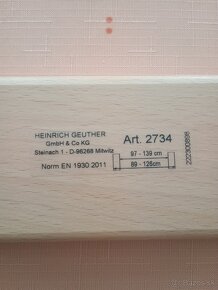 HEINRICH GEUTHER
GmbH & Co KG
Steinach 1 - D-96268 Mitwitz
Norm EN 1930:2011
Art. 2734
97 - 139 cm
89 - 125cm